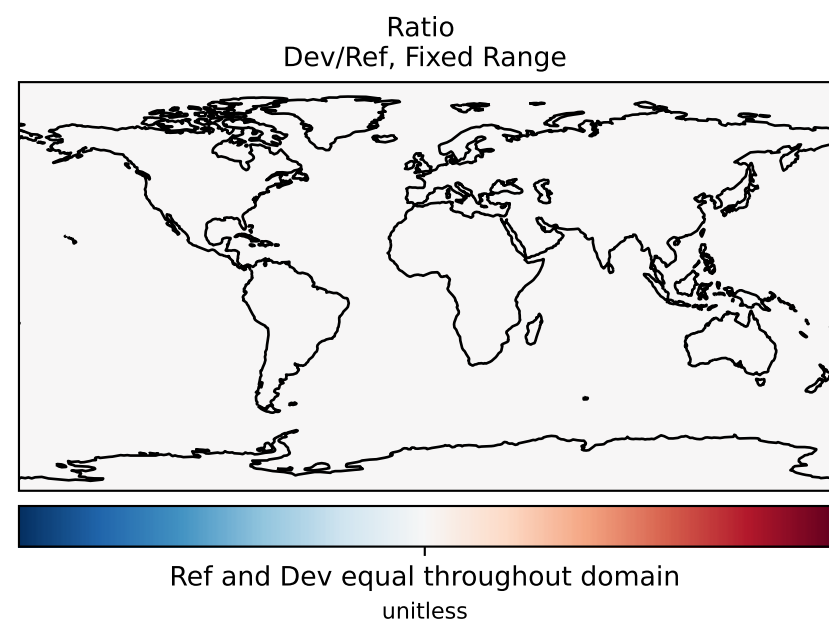 Ratio
Dev/Ref, Fixed Range
Ref and Dev equal throughout domain
unitless